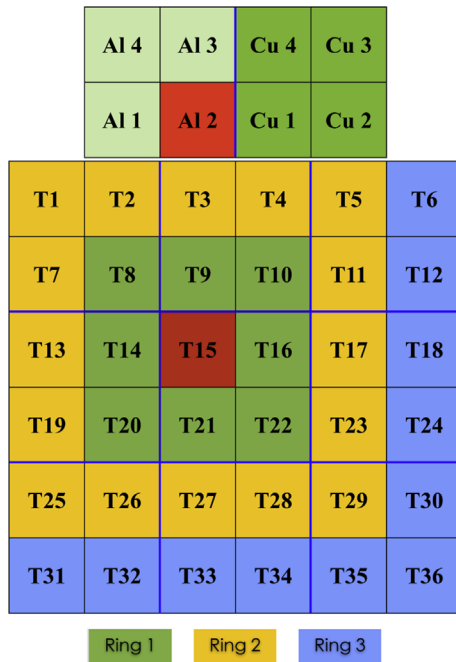 Al 4 Al 3 Cu 4 Cu 3
Al 1 Al 2 Cu 1 Cu 2
T1 T2 T3 T4 T5 T6
T7 T8 T9 T10 T11 T12
T13 T14 T15 T16 T17 T18
T19 T20 T21 T22 T23 T24
T25 T26 T27 T28 T29 T30
T31 T32 T33 T34 T35 T36
Ring 1 Ring 2 Ring 3